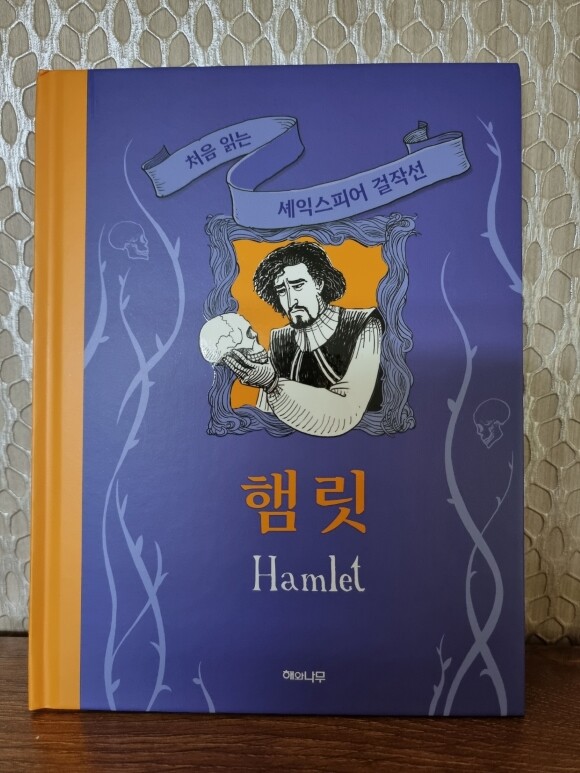 처음 읽는
셰익스피어 걸작선
햄릿
Hamlet
해와나무